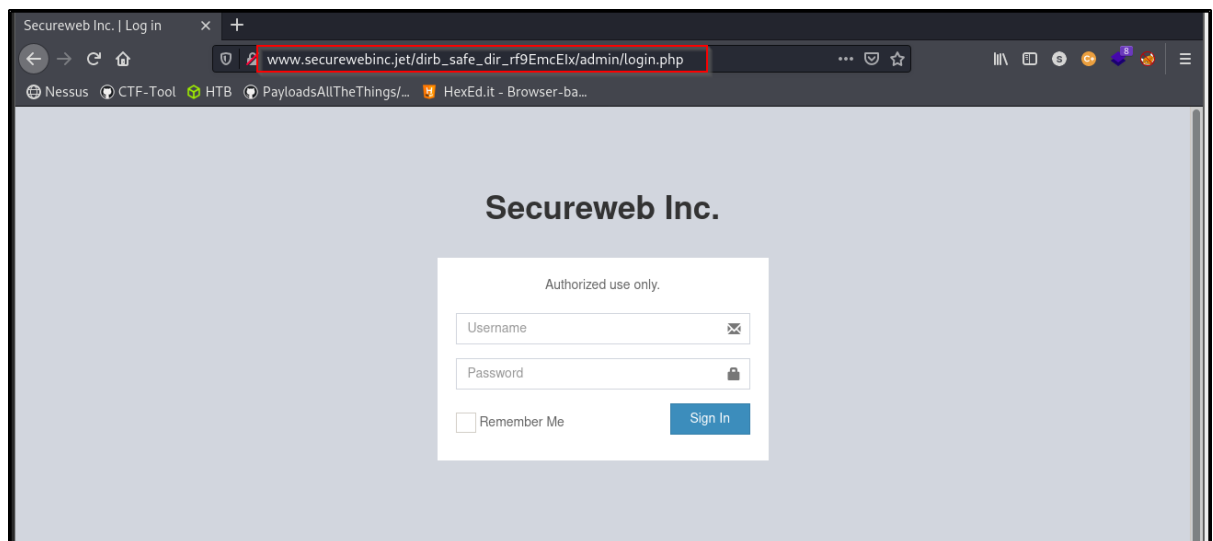 Secureweb Inc. | Log in
www.securewebinc.jet/dirb_safe_dir_rf9EmcEIx/admin/login.php
8
Nessus CTF-Tool HTB PayloadsAllTheThings/... HexEd.it - Browser-ba...
Secureweb Inc.
Authorized use only.
Username
Password
Remember Me
Sign In